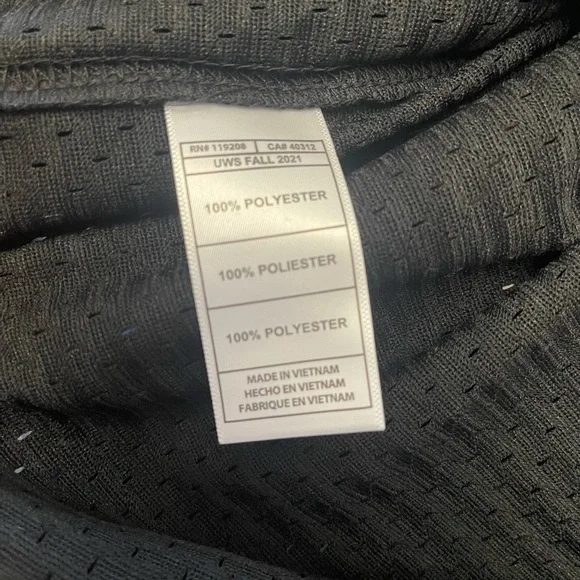 RN# 119208 CA# 40312
UWS FALL 2021
100% POLYESTER
100% POLIESTER
100% POLYESTER
MADE IN VIETNAM
HECHO EN VIETNAM
FABRIQUE EN VIETNAM